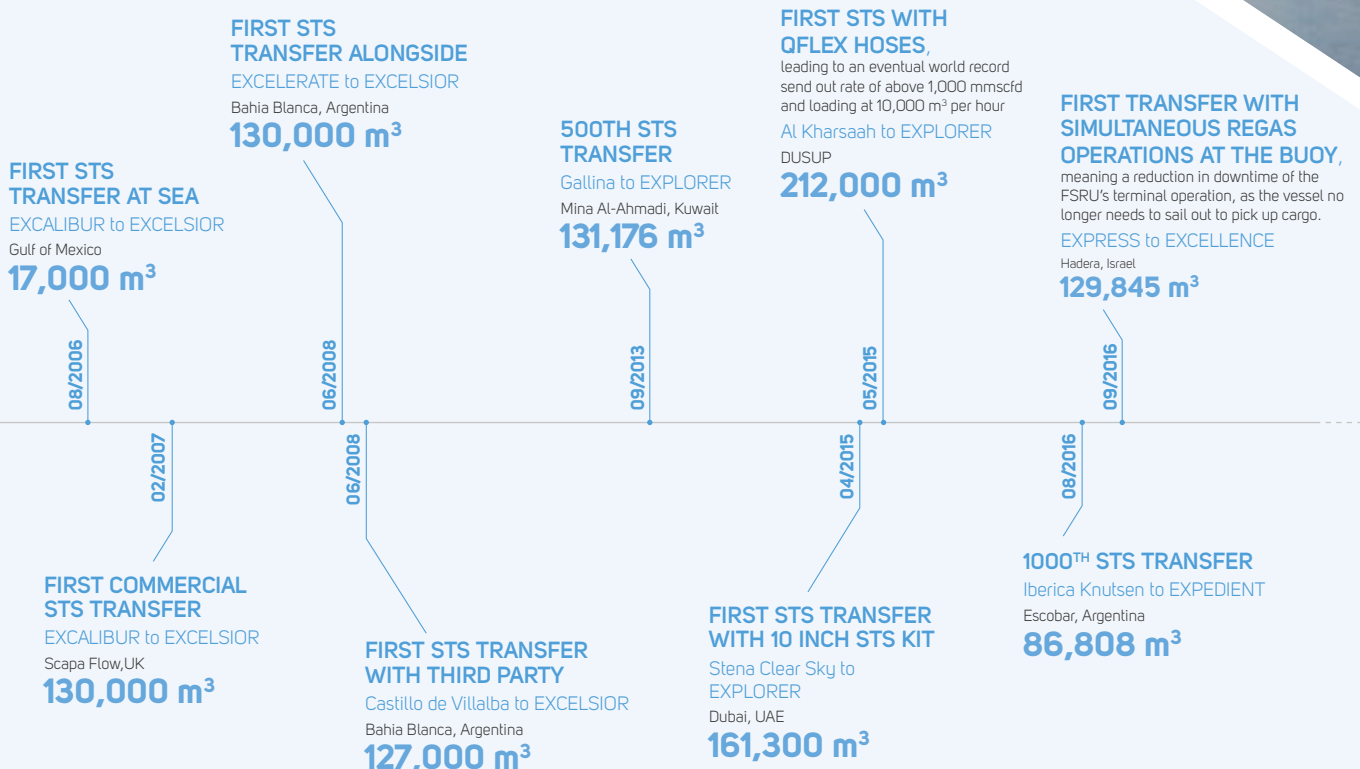 FIRST STS
TRANSFER AT SEA
EXCALIBUR to EXCELSIOR
Gulf of Mexico
17,000 m³
08/2006
02/2007
FIRST COMMERCIAL
STS TRANSFER
EXCALIBUR to EXCELSIOR
Scapa Flow,UK
130,000 m³
FIRST STS
TRANSFER ALONGSIDE
EXCELERATE to EXCELSIOR
Bahia Blanca, Argentina
130,000 m³
06/2008
06/2008
FIRST STS TRANSFER
WITH THIRD PARTY
Castillo de Villalba to EXCELSIOR
Bahia Blanca, Argentina
127,000 m³
500TH STS
TRANSFER
Gallina to EXPLORER
Mina Al-Ahmadi, Kuwait
131,176 m³
09/2013
04/2015
FIRST STS TRANSFER
WITH 10 INCH STS KIT
Stena Clear Sky to
EXPLORER
Dubai, UAE
161,300 m³
FIRST STS WITH
QFLEX HOSES,
leading to an eventual world record
send out rate of above 1,000 mmscfd
and loading at 10,000 m³ per hour
Al Kharsaah to EXPLORER
DUSUP
212,000 m³
05/2015
08/2016
1000TH STS TRANSFER
Iberica Knutsen to EXPEDIENT
Escobar, Argentina
86,808 m³
FIRST TRANSFER WITH
SIMULTANEOUS REGAS
OPERATIONS AT THE BUOY,
meaning a reduction in downtime of the
FSRU's terminal operation, as the vessel no
longer needs to sail out to pick up cargo.
EXPRESS to EXCELLENCE
Hadera, Israel
129,845 m³
09/2016